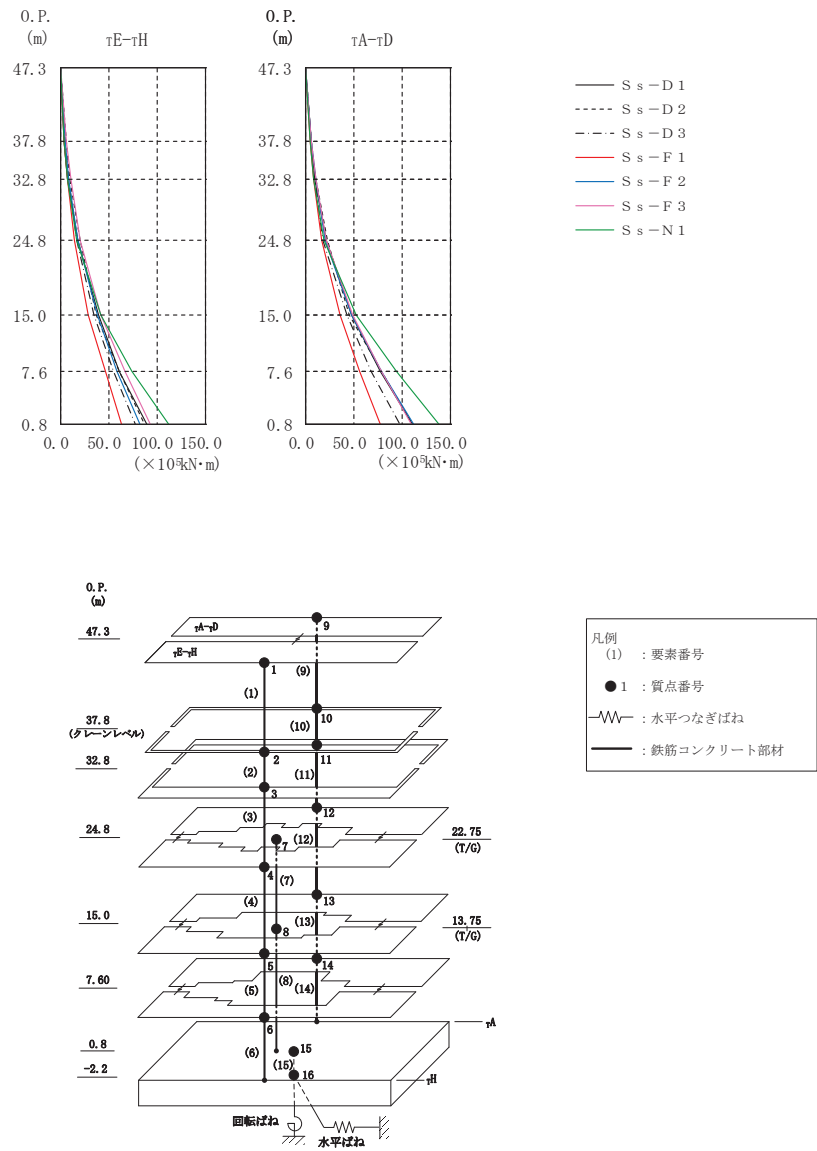 O.P.
(m)
TE-TH
47.3
37.8
32.8
24.8
15.0
7.6
0.8
0.0 50.0 100.0 150.0
(×10⁵kN·m)
O.P.
(m)
TA-TD
47.3
37.8
32.8
24.8
15.0
7.6
0.8
0.0 50.0 100.0 150.0
(×10⁵kN·m)
Ss-D1
Ss-D2
Ss-D3
Ss-F1
Ss-F2
Ss-F3
Ss-N1
O.P.
(m)
47.3
37.8
(クレーンレベル)
32.8
24.8
15.0
7.60
0.8
-2.2
TA-TD
TE-TH
9
1
(9)
(1)
10
(10)
2
11
(2)
(11)
3
12
(3)
(12)
7
4
(7)
22.75
(T/G)
(4)
13
(13)
8
13.75
(T/G)
5
14
(5)
(8)
(14)
6
TA
(6)
15
(15)
16
TH
回転ばね
水平ばね
凡例
(1) :要素番号
1 :質点番号
:水平つなぎばね
:鉄筋コンクリート部材